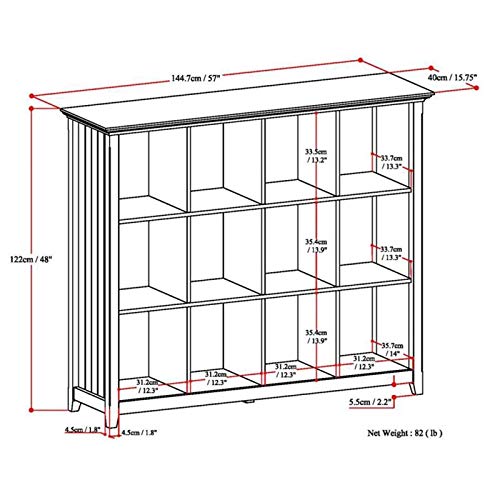 144.7cm / 57"
40cm / 15.75"
33.5cm
/ 13.2"
33.7cm
/ 13.3"
122cm / 48"
35.4cm
/ 13.9"
33.7cm
/ 13.3"
35.4cm
/ 13.9"
35.7cm
/ 14"
31.2cm
/ 12.3"
31.2cm
/ 12.3"
31.2cm
/ 12.3"
31.2cm
/ 12.3"
5.5cm / 2.2"
4.5cm / 1.8"
4.5cm / 1.8"
Net Weight : 82 ( lb )